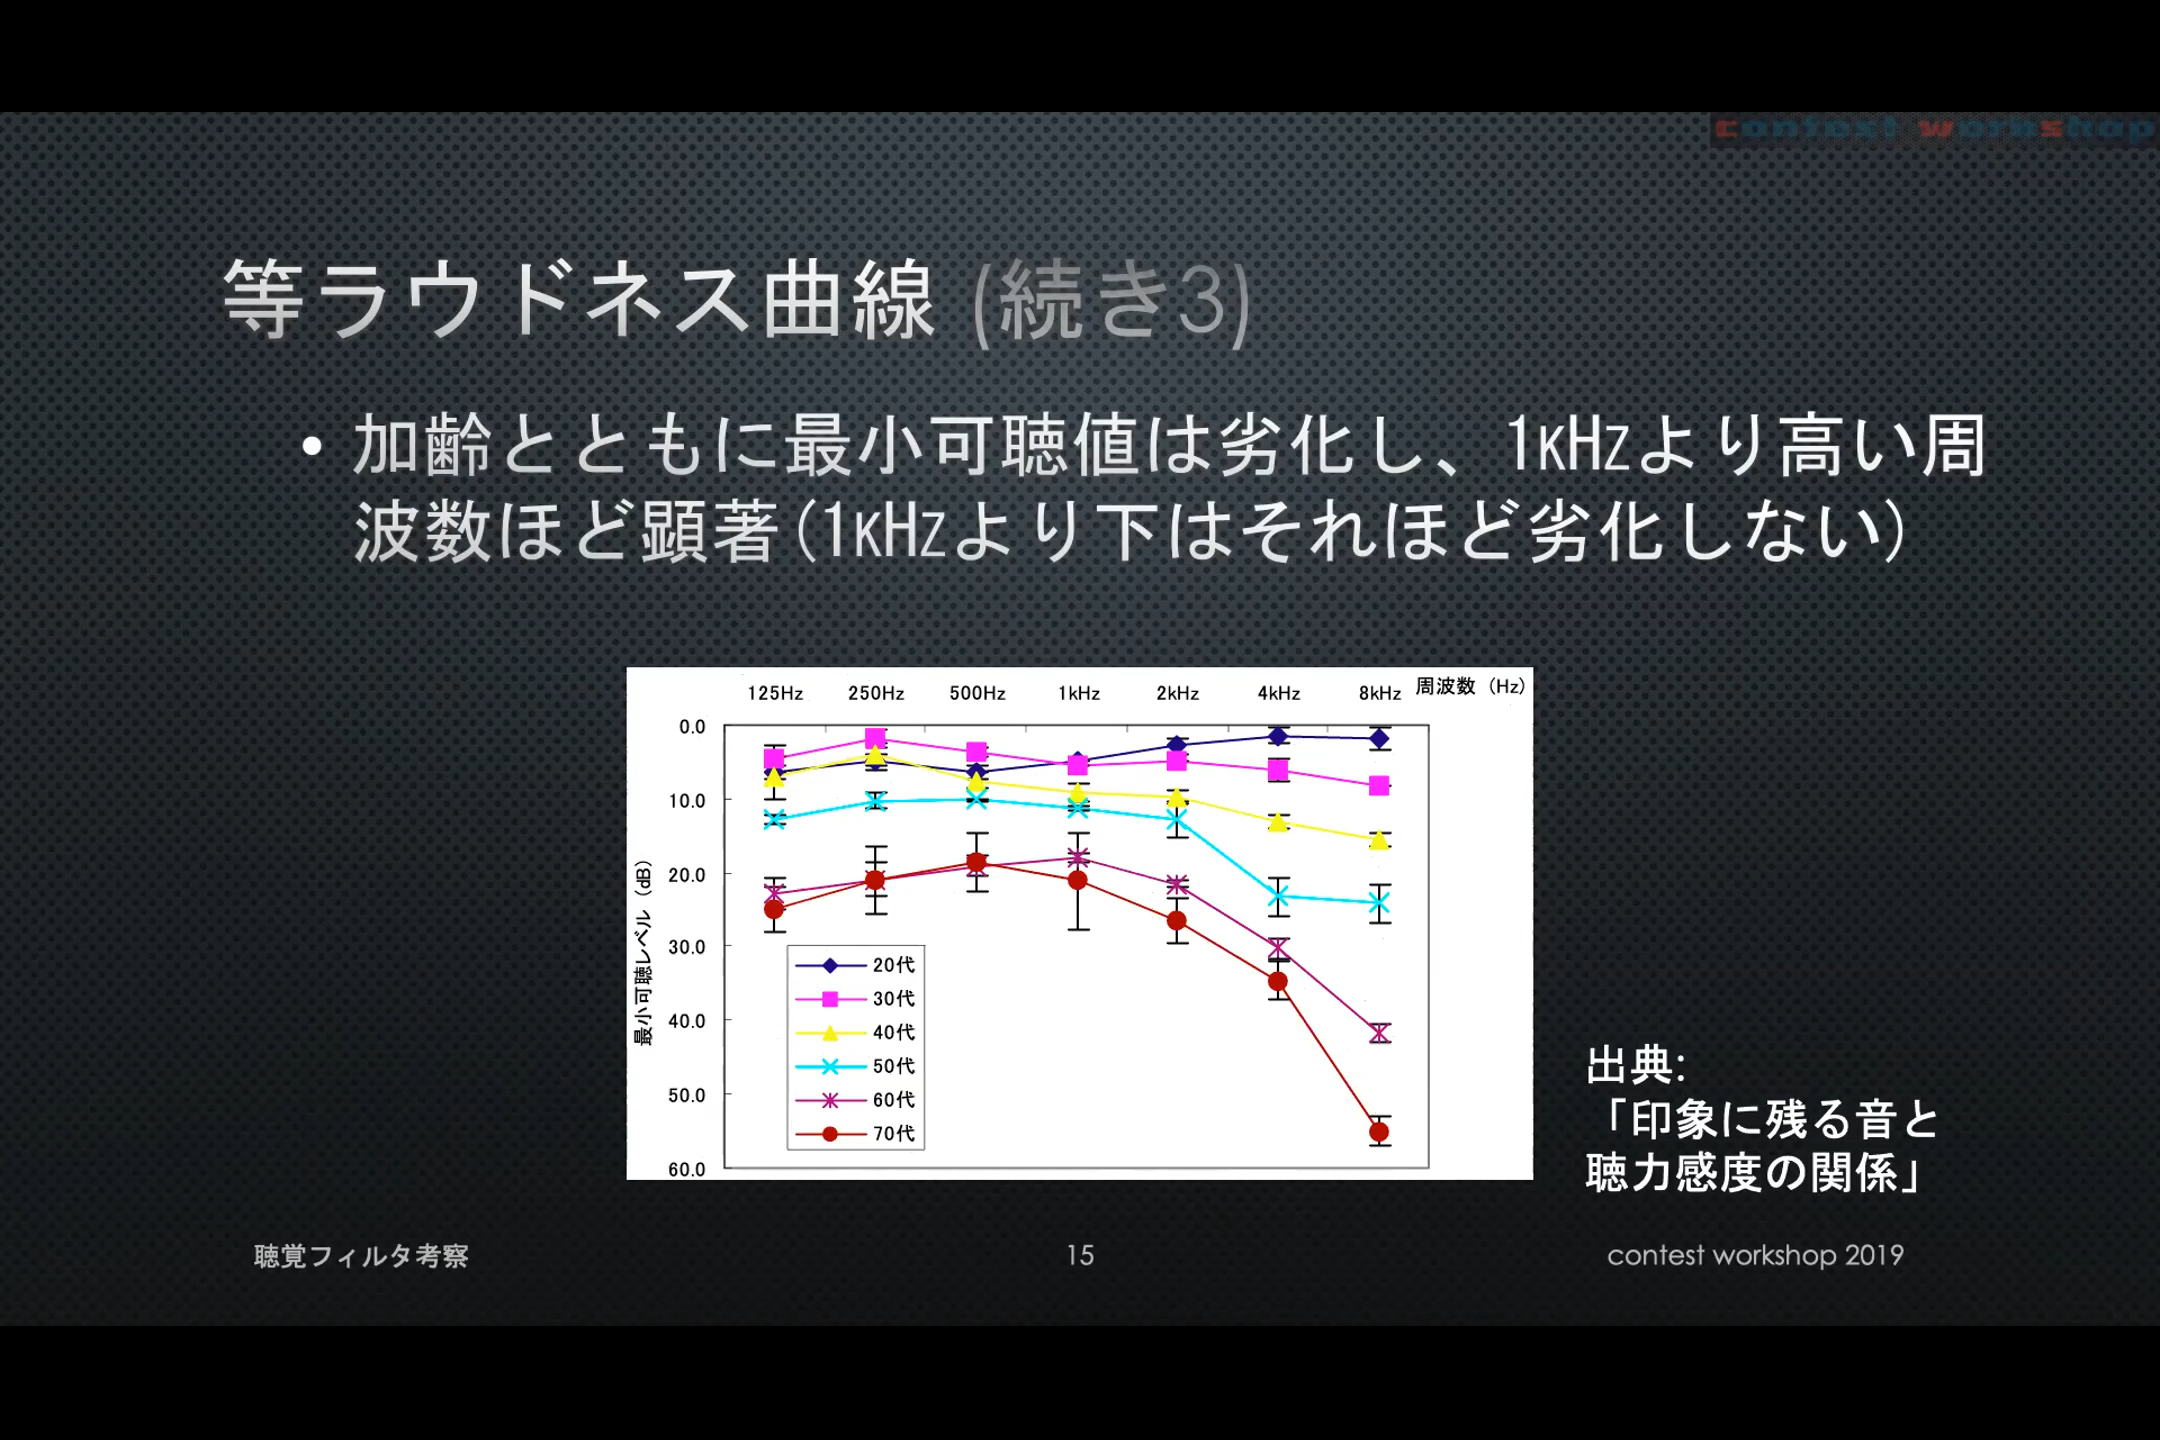 contest workshop
等ラウドネス曲線 (続き3)
• 加齢とともに最小可聴値は劣化し、1KHZより高い周
波数ほど顕著(1KHZより下はそれほど劣化しない)
125Hz 250Hz 500Hz 1kHz 2kHz 4kHz 8kHz 周波数 (Hz)
0.0
10.0
20.0
30.0
40.0
50.0
60.0
最小可聴レベル (dB)
20代
30代
40代
50代
60代
70代
出典:
「印象に残る音と
聴力感度の関係」
聴覚フィルタ考察
15
contest workshop 2019